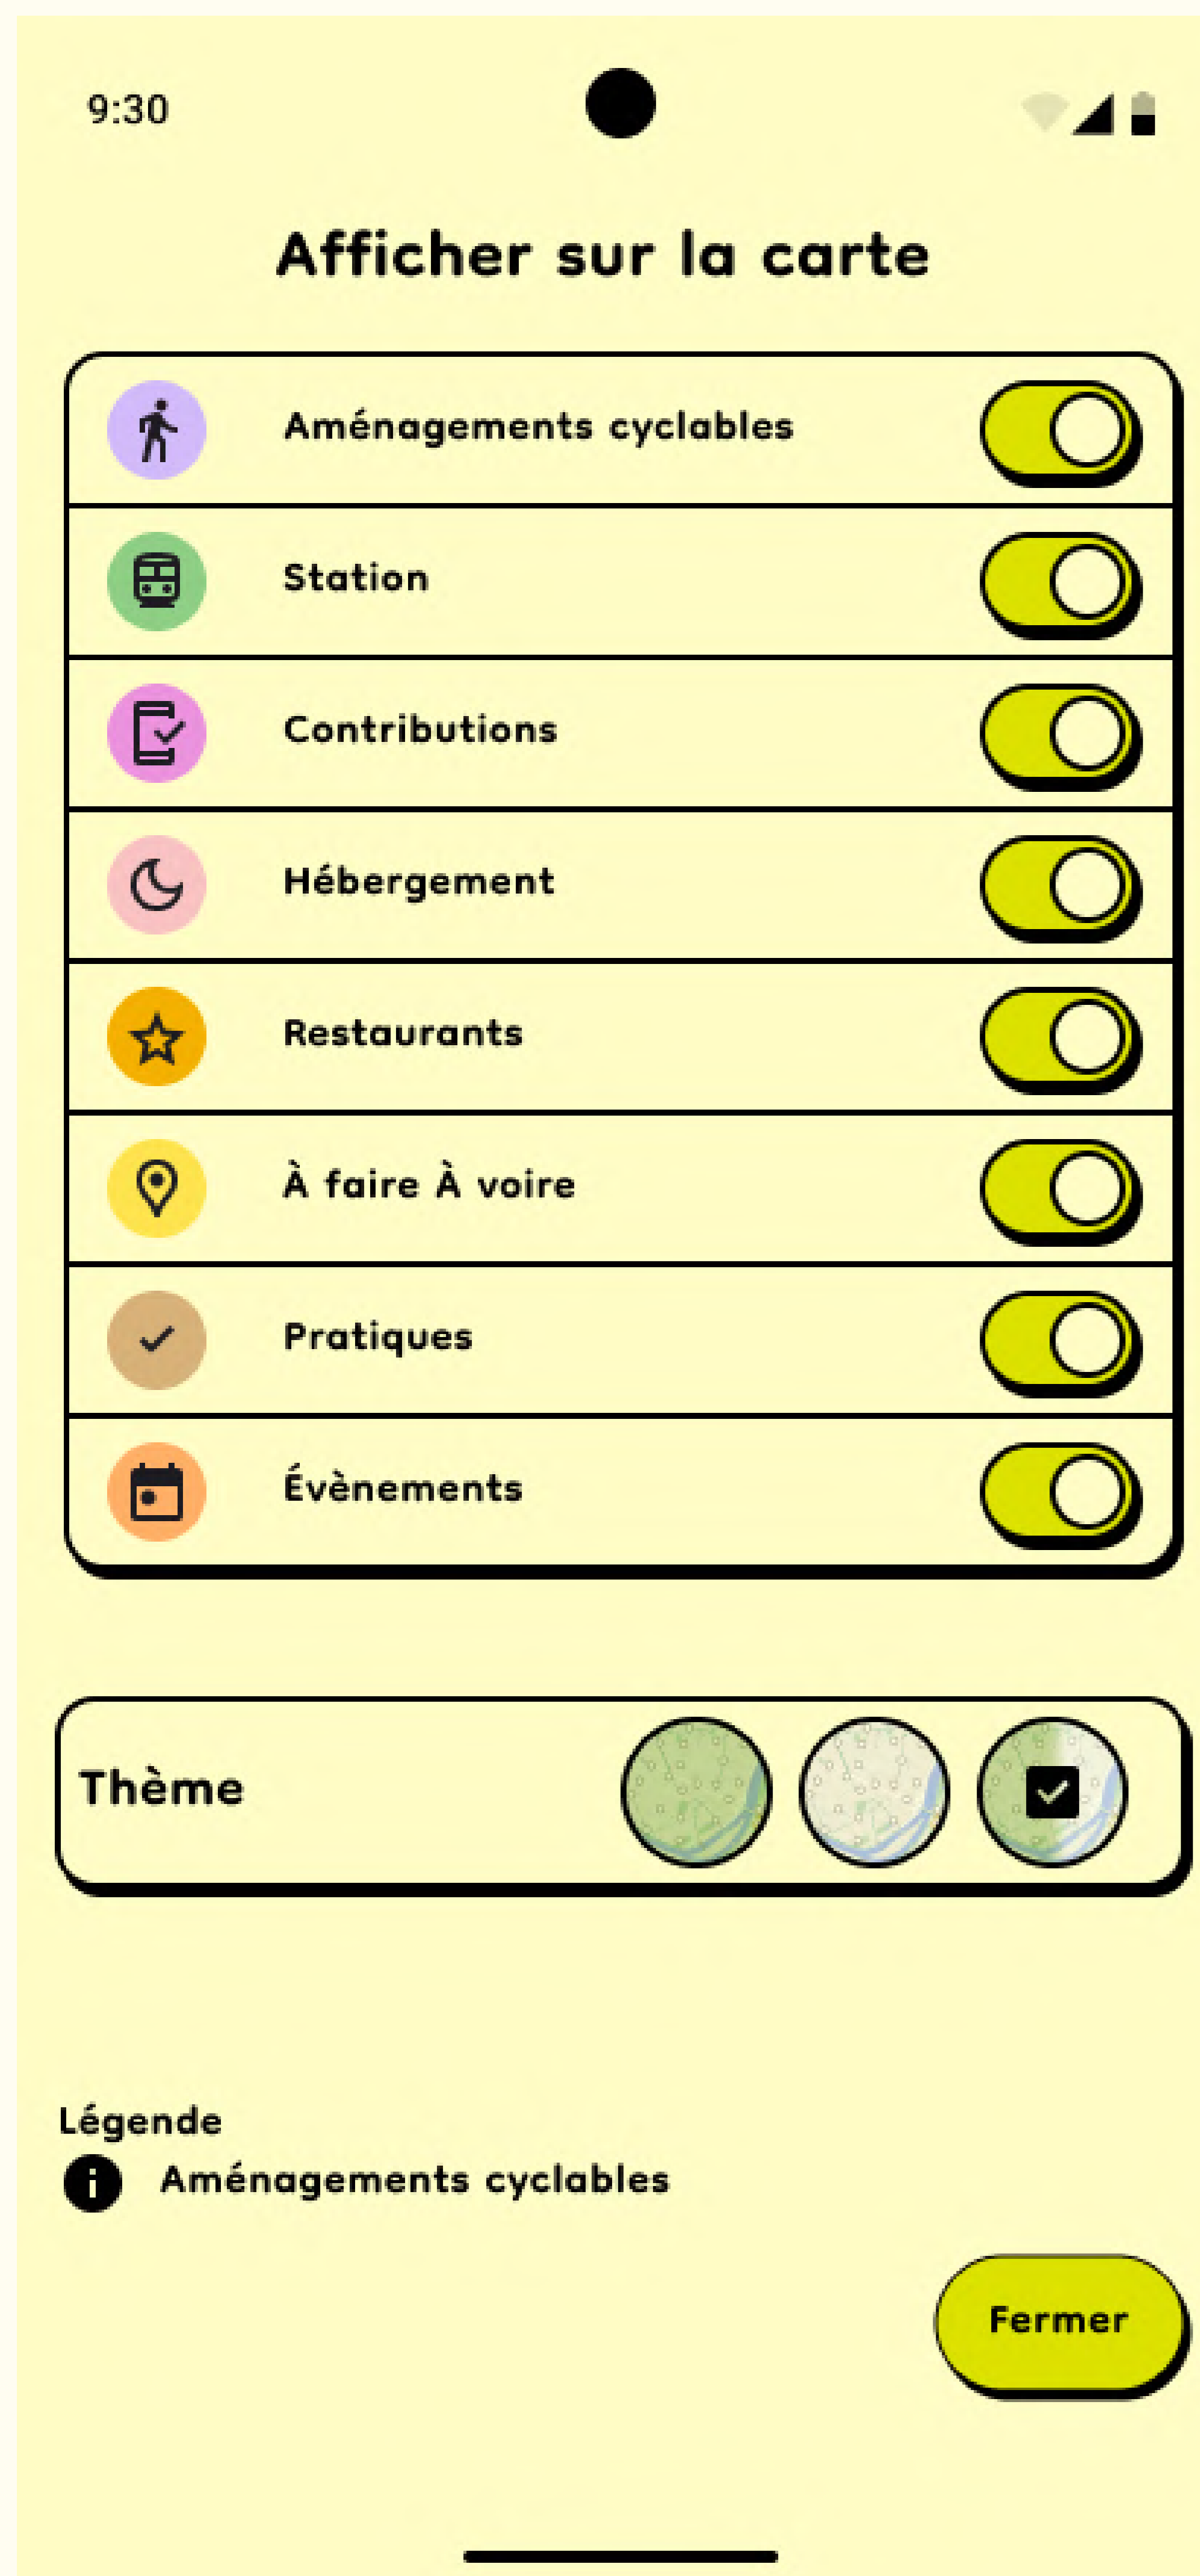 9:30
Afficher sur la carte
Aménagements cyclables
Station
Contributions
Hébergement
Restaurants
À faire À voire
Pratiques
Évènements
Thème
Légende
Aménagements cyclables
Fermer